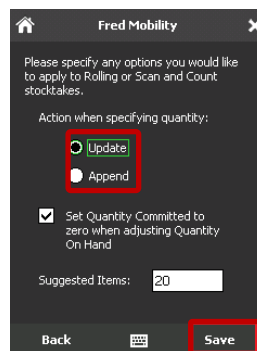 Fred Mobility
Please specify any options you would like
to apply to Rolling or Scan and Count
stocktakes.
Action when specifying quantity:
Update
Append
Set Quantity Committed to
zero when adjusting Quantity
On Hand
Suggested Items: 20
Back Save